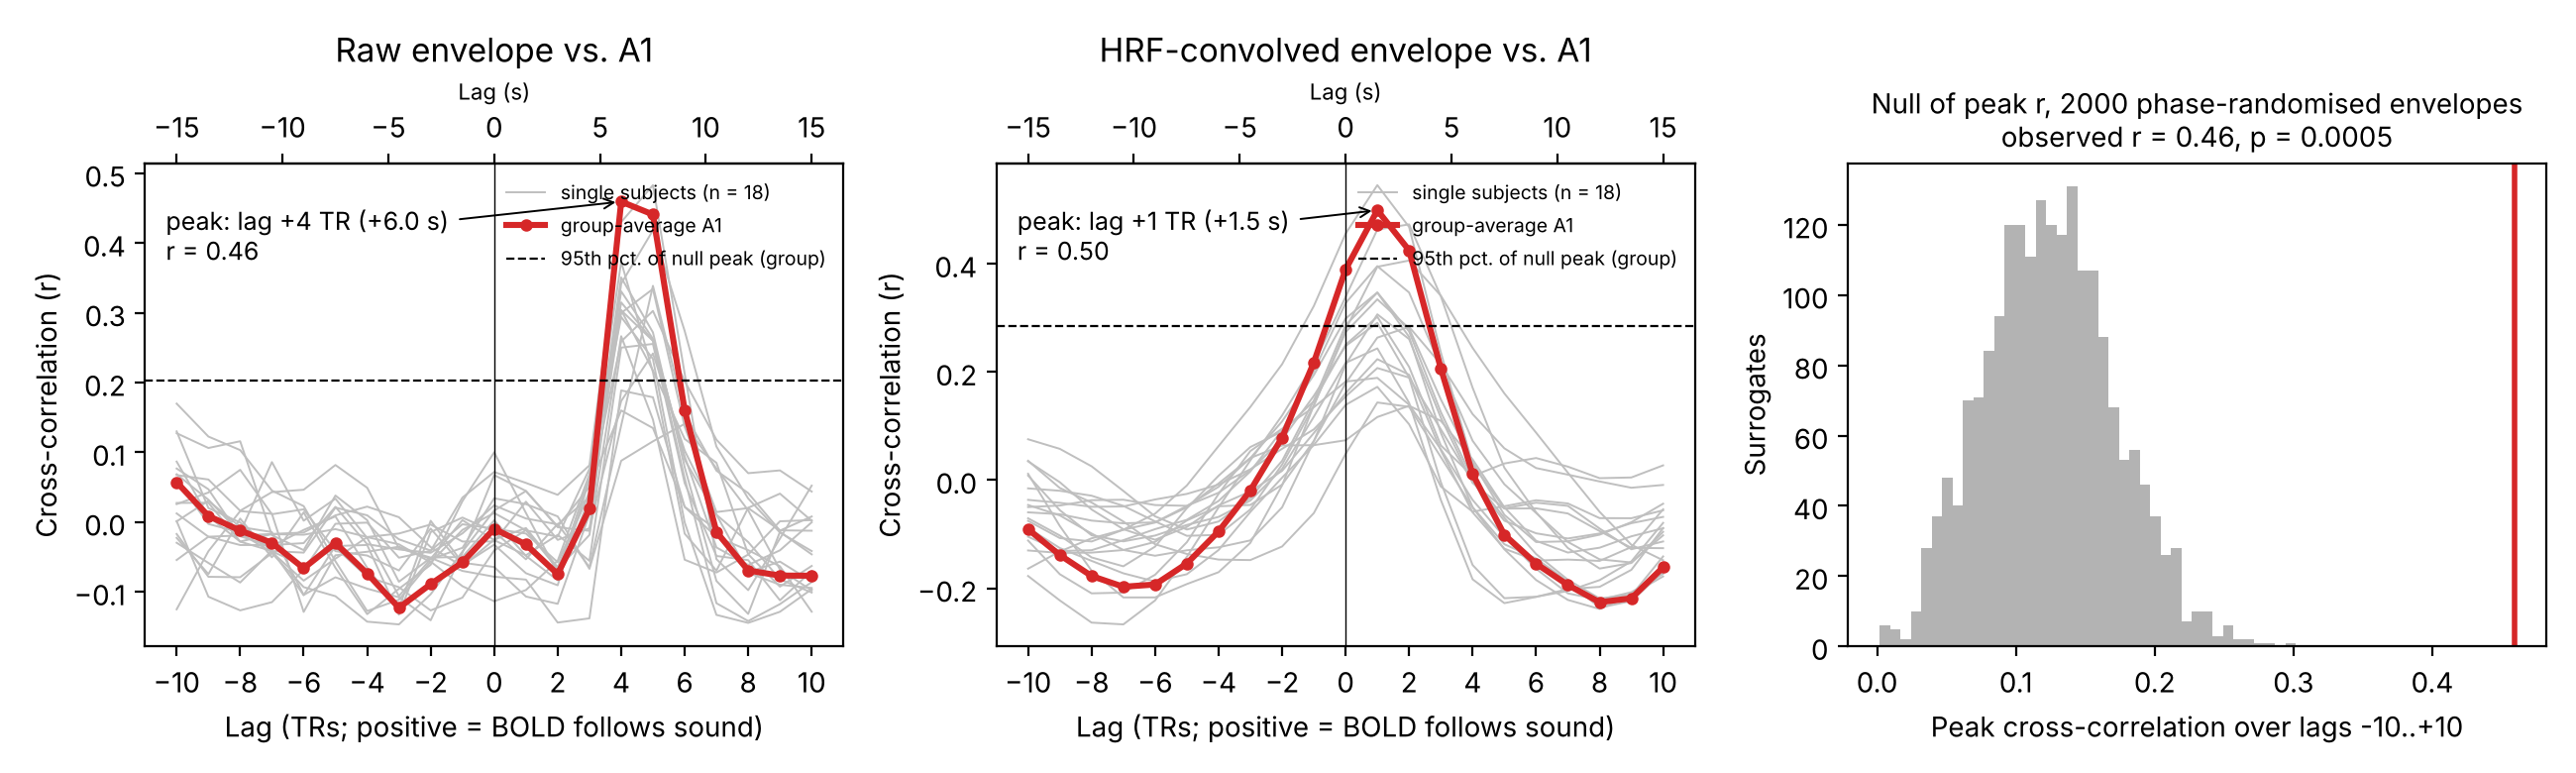 Raw envelope vs. A1
Lag (s)
−15 −10 −5 0 5 10 15
0.5
0.4
0.3
0.2
0.1
0.0
−0.1
Cross-correlation (r)
peak: lag +4 TR (+6.0 s)
r = 0.46
single subjects (n = 18)
group-average A1
95th pct. of null peak (group)
−10 −8 −6 −4 −2 0 2 4 6 8 10
Lag (TRs; positive = BOLD follows sound)
HRF-convolved envelope vs. A1
Lag (s)
−15 −10 −5 0 5 10 15
0.4
0.2
0.0
−0.2
Cross-correlation (r)
peak: lag +1 TR (+1.5 s)
r = 0.50
single subjects (n = 18)
group-average A1
95th pct. of null peak (group)
−10 −8 −6 −4 −2 0 2 4 6 8 10
Lag (TRs; positive = BOLD follows sound)
Null of peak r, 2000 phase-randomised envelopes
observed r = 0.46, p = 0.0005
120
100
80
60
40
20
0
Surrogates
0.0 0.1 0.2 0.3 0.4
Peak cross-correlation over lags -10..+10